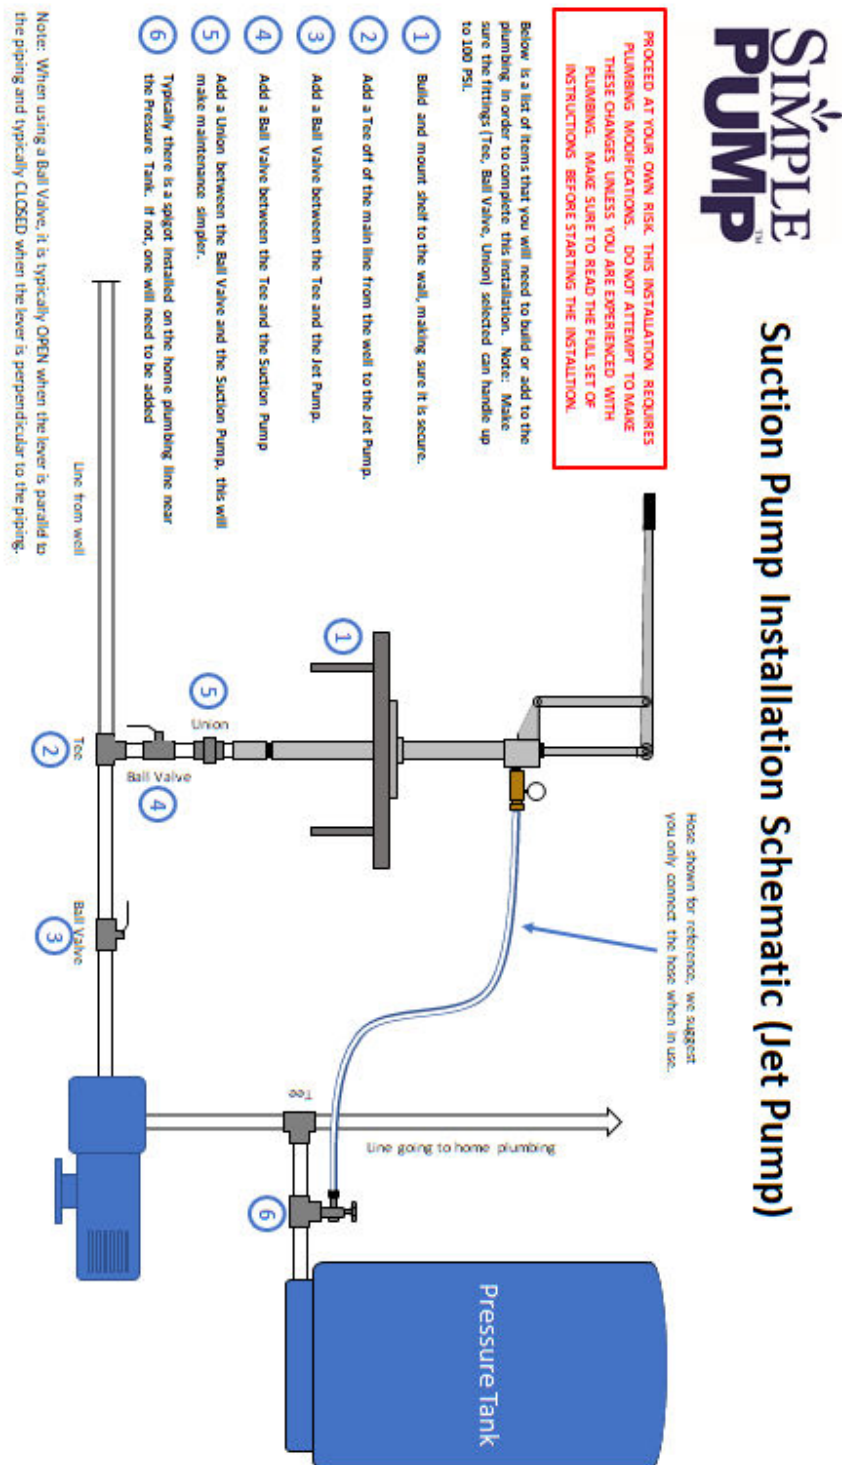 SIMPLE
PUMP™
Suction Pump Installation Schematic (Jet Pump)
PROCEED AT YOUR OWN RISK. THIS INSTALLATION REQUIRES
PLUMBING MODIFICATIONS. DO NOT ATTEMPT TO MAKE
THESE CHANGES UNLESS YOU ARE EXPERIENCED WITH
PLUMBING. MAKE SURE TO READ THE FULL SET OF
INSTRUCTIONS BEFORE STARTING THE INSTALLTION.
Below is a list of items that you will need to build or add to the
plumbing in order to complete this installation. Note: Make
sure the fittings (Tee, Ball Valve, Union) selected can handle up
to 100 PSI.
1 Build and mount shelf to the wall, making sure it is secure.
2 Add a Tee off of the main line from the well to the Jet Pump.
3 Add a Ball Valve between the Tee and the Jet Pump.
4 Add a Ball Valve between the Tee and the Suction Pump
5 Add a Union between the Ball Valve and the Suction Pump, this will
make maintenance simpler.
6 Typically there is a spigot installed on the home plumbing line near
the Pressure Tank. If not, one will need to be added
Hose shown for reference, we suggest
you only connect the hose when in use.
1
5
Union
Ball Valve
4
Line from well
Tee
2
Ball Valve
3
Tee
Line going to home plumbing
6
Pressure Tank
Note: When using a Ball Valve, it is typically OPEN when the lever is parallel to
the piping and typically CLOSED when the lever is perpendicular to the piping.